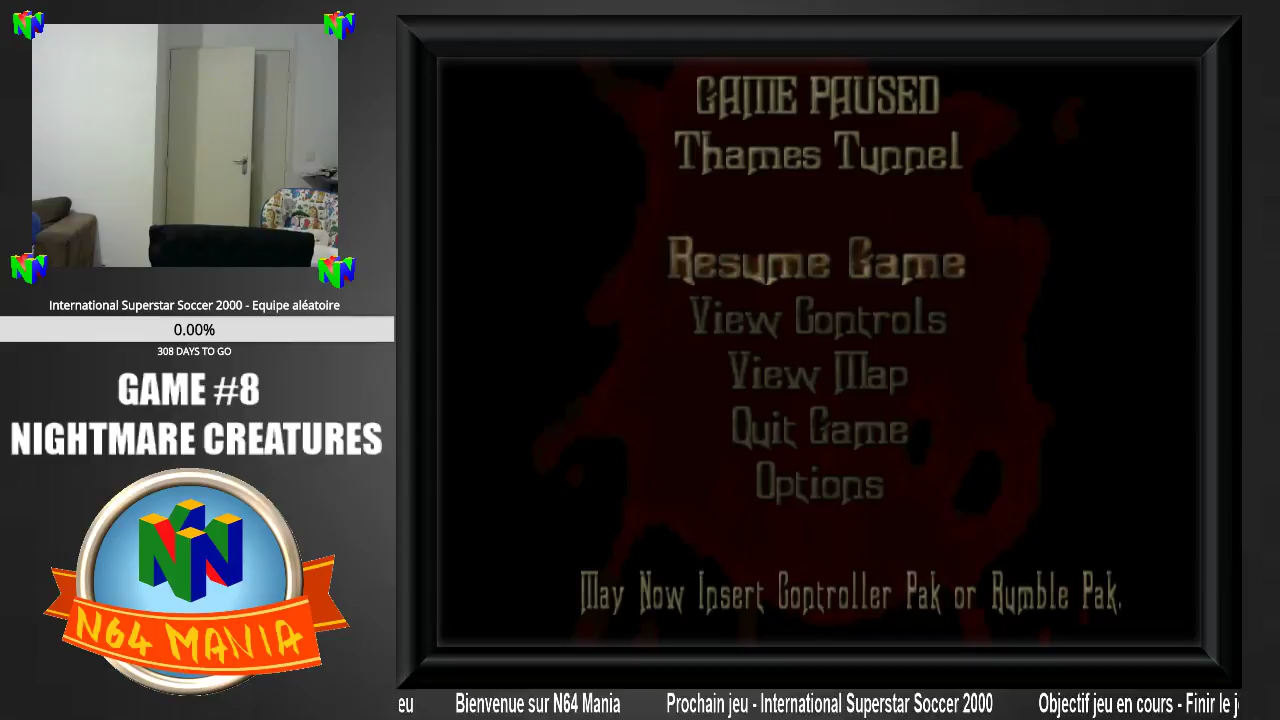 International Superstar Soccer 2000 - Equipe aléatoire
0.00%
308 DAYS TO GO
GAME #8
NIGHTMARE CREATURES
N64 MANIA
GAME PAUSED
Thames Tunnel
Resume Game
View Controls
View Map
Quit Game
Options
May Now Insert Controller Pak or Rumble Pak.
eu Bienvenue sur N64 Mania Prochain jeu - International Superstar Soccer 2000 Objectif jeu en cours - Finir le j